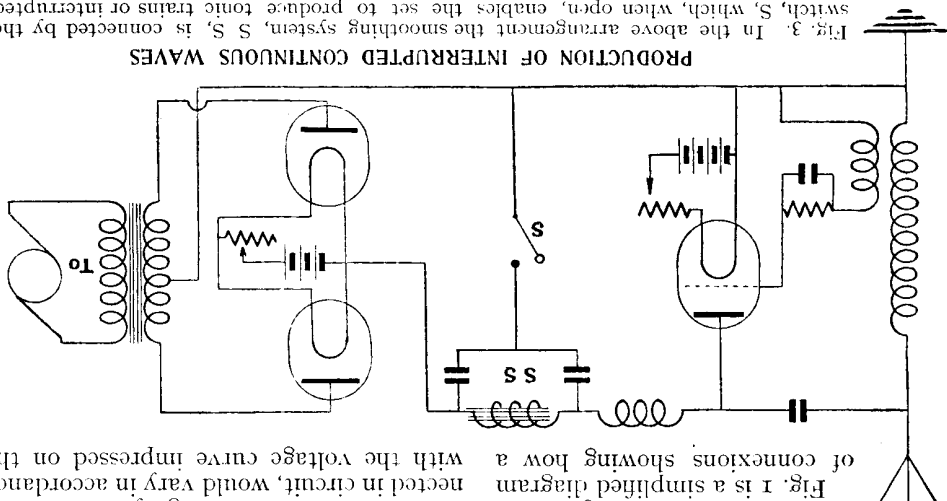 Fig. 1 is a simplified diagram
of connexions showing how a
nected in circuit, would vary in accordanc
with the voltage curve impressed on th
S S
S
To
PRODUCTION OF INTERRUPTED CONTINUOUS WAVES
Fig. 3. In the above arrangement the smoothing system, S S, is connected by the
switch, S, which, when open, enables the set to produce tonic trains or interrupted